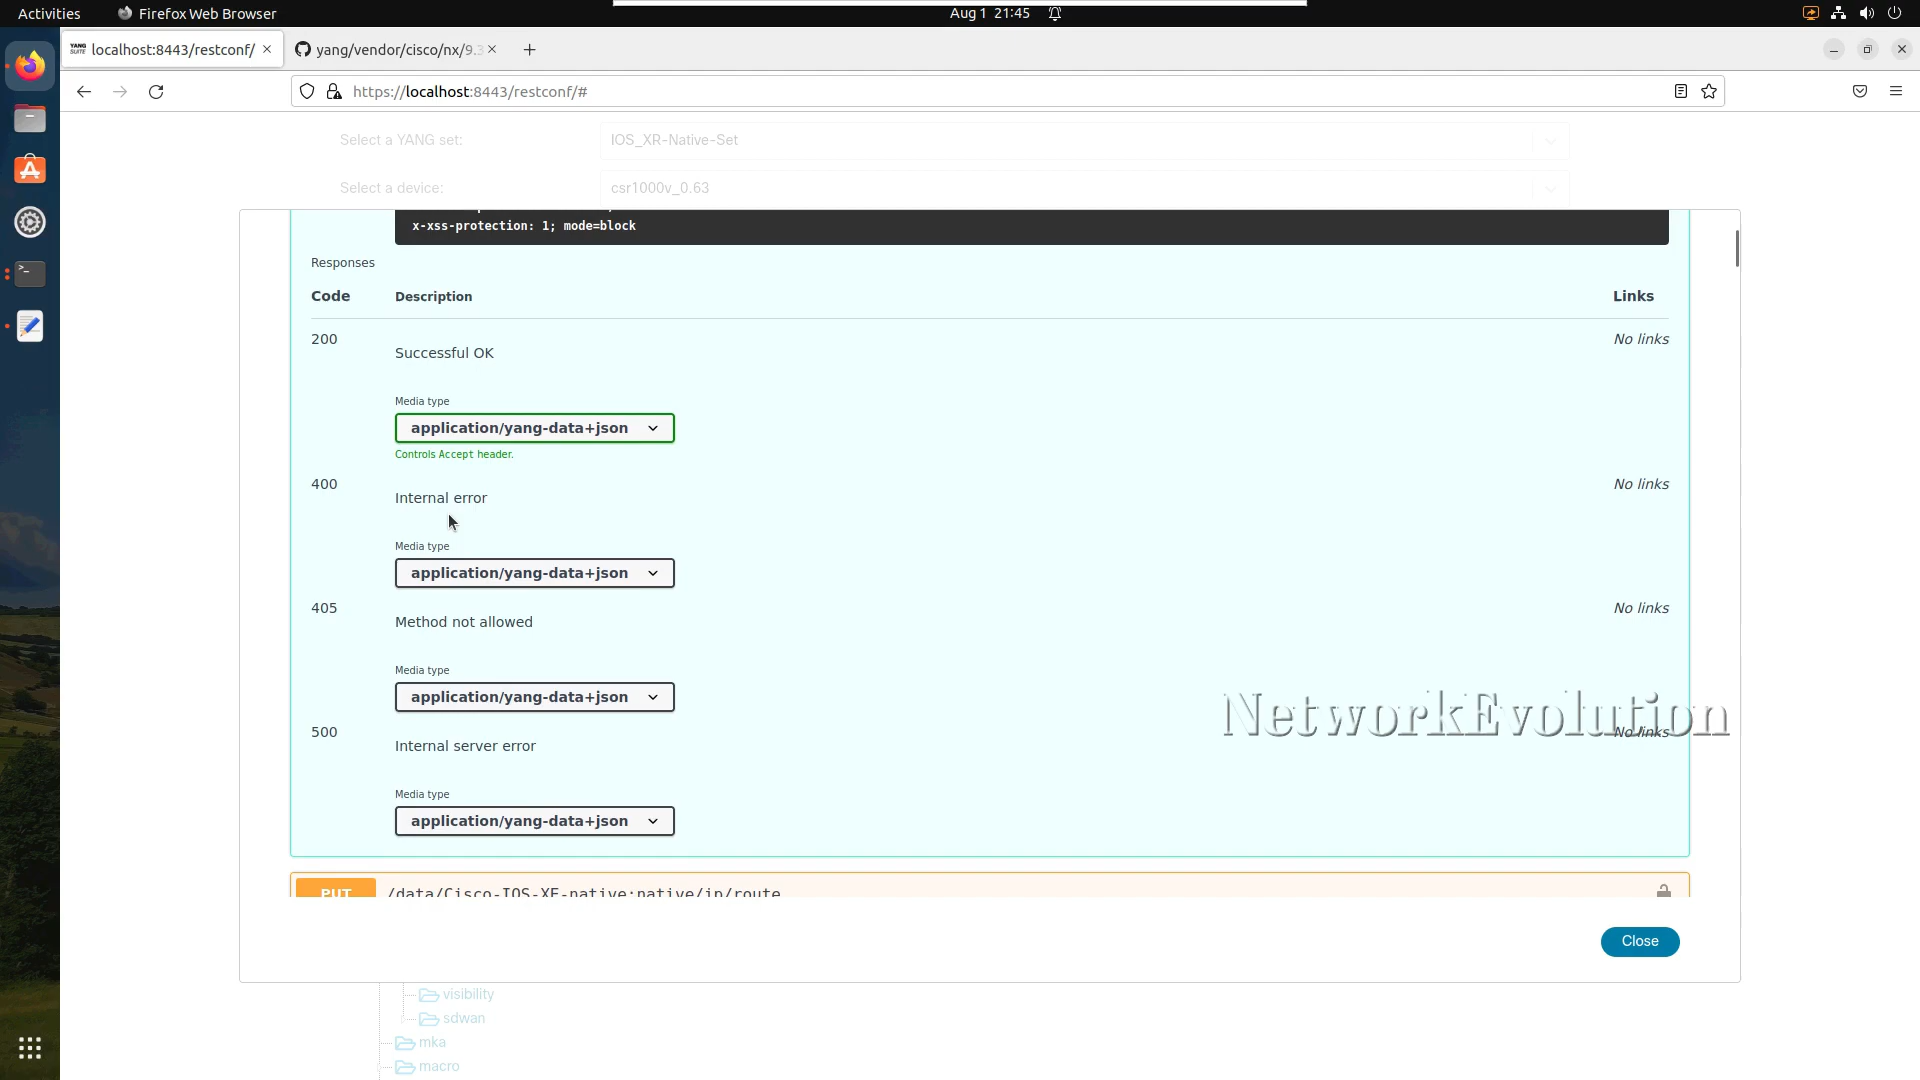 Activities
Firefox Web Browser
Aug 1 21:45
YANG SUITE localhost:8443/restconf/
yang/vendor/cisco/nx/9.3
https://localhost:8443/restconf/#
Select a YANG set:
IOS_XR-Native-Set
Select a device:
csr1000v_0.63
x-xss-protection: 1; mode=block
Responses
Code
Description
Links
200
Successful OK
No links
Media type
application/yang-data+json
Controls Accept header.
400
Internal error
No links
Media type
application/yang-data+json
405
Method not allowed
No links
Media type
application/yang-data+json
NetworkEvolution
500
Internal server error
No links
Media type
application/yang-data+json
PUT
/data/Cisco-IOS-XE-native:native/ip/route
Close
visibility
sdwan
mka
macro